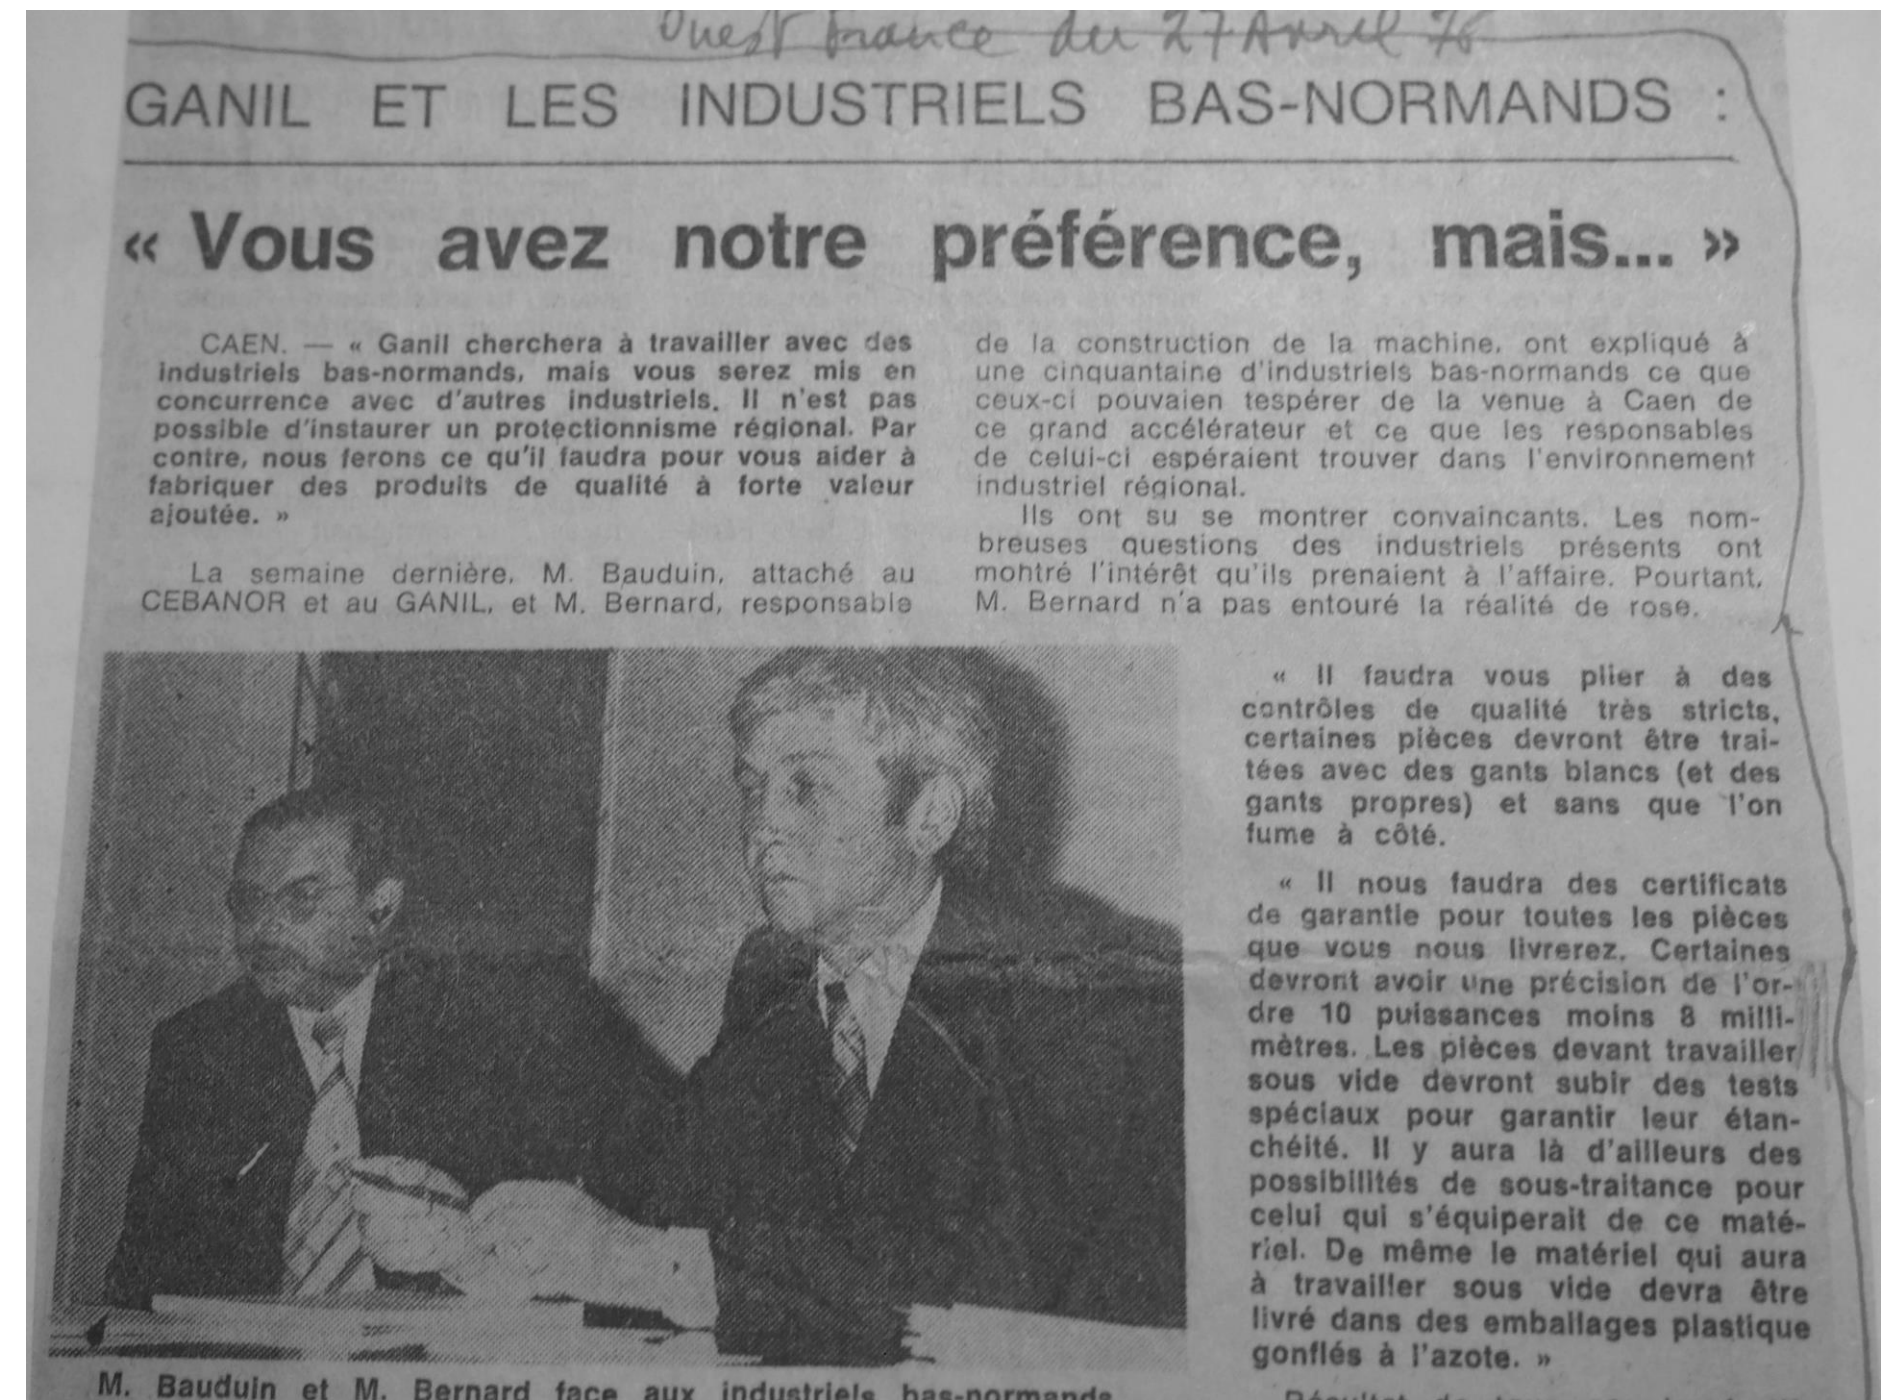 Ouest france du 27 Avril 76
GANIL ET LES INDUSTRIELS BAS-NORMANDS :
« Vous avez notre préférence, mais... »
CAEN. — « Ganil cherchera à travailler avec des
industriels bas-normands, mais vous serez mis en
concurrence avec d'autres industriels. Il n'est pas
possible d'instaurer un protectionnisme régional. Par
contre, nous ferons ce qu'il faudra pour vous aider à
fabriquer des produits de qualité à forte valeur
ajoutée. »
La semaine dernière, M. Bauduin, attaché au
CEBANOR et au GANIL, et M. Bernard, responsable
de la construction de la machine, ont expliqué à
une cinquantaine d'industriels bas-normands ce que
ceux-ci pouvaien tespérer de la venue à Caen de
ce grand accélérateur et ce que les responsables
de celui-ci espéraient trouver dans l'environnement
industriel régional.
Ils ont su se montrer convaincants. Les nom-
breuses questions des industriels présents ont
mohtré l'intérêt qu'ils prenaient à l'affaire. Pourtant,
M. Bernard n'a pas entouré la réalité de rose.
« Il faudra vous plier à des
contrôles de qualité très stricts,
certaines pièces devront être trai-
tées avec des gants blancs (et des
gants propres) et sans que l'on
fume à côté.
« Il nous faudra des certificats
de garantie pour toutes les pièces
que vous nous livrerez. Certaines
devront avoir une précision de l'or-
dre 10 puissances moins 8 milli-
mètres. Les pièces devant travailler
sous vide devront subir des tests
spéciaux pour garantir leur étan-
chéité. Il y aura là d'ailleurs des
possibilités de sous-traitance pour
celui qui s'équiperait de ce maté-
riel. De même le matériel qui aura
à travailler sous vide devra être
livré dans des emballages plastique
gonflés à l'azote. »
M. Bauduin et M. Bernard face aux industriels bas-normands